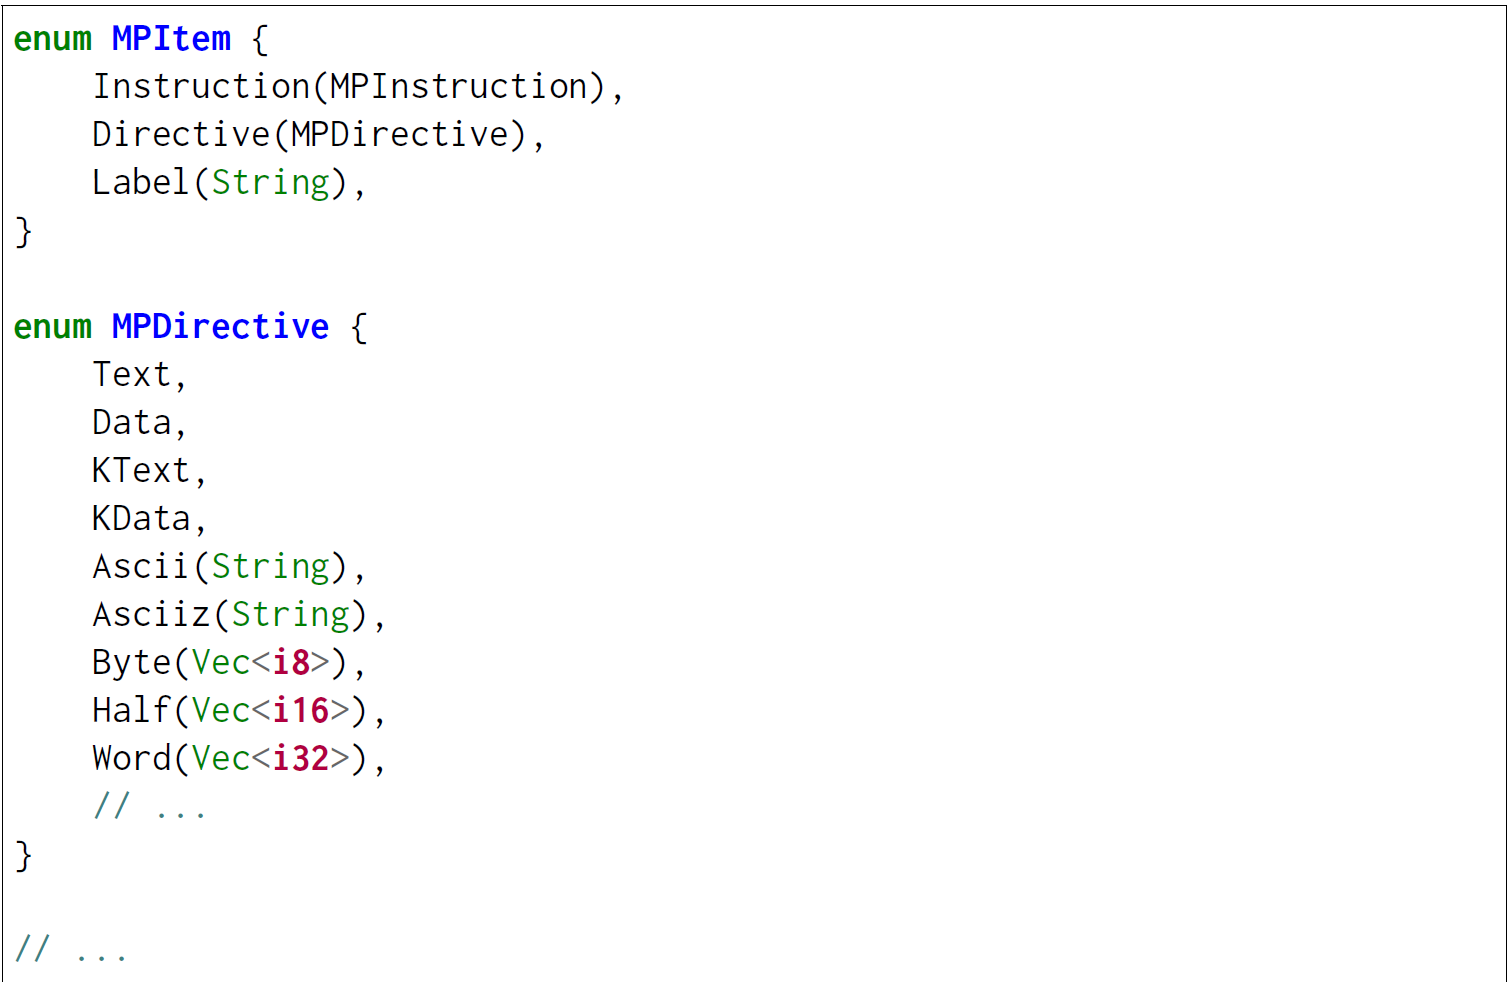 enum MPItem {
    Instruction(MPInstruction),
    Directive(MPDirective),
    Label(String),
}

enum MPDirective {
    Text,
    Data,
    KText,
    KData,
    Ascii(String),
    Asciiz(String),
    Byte(Vec<i8>),
    Half(Vec<i16>),
    Word(Vec<i32>),
    // ...
}

// ...